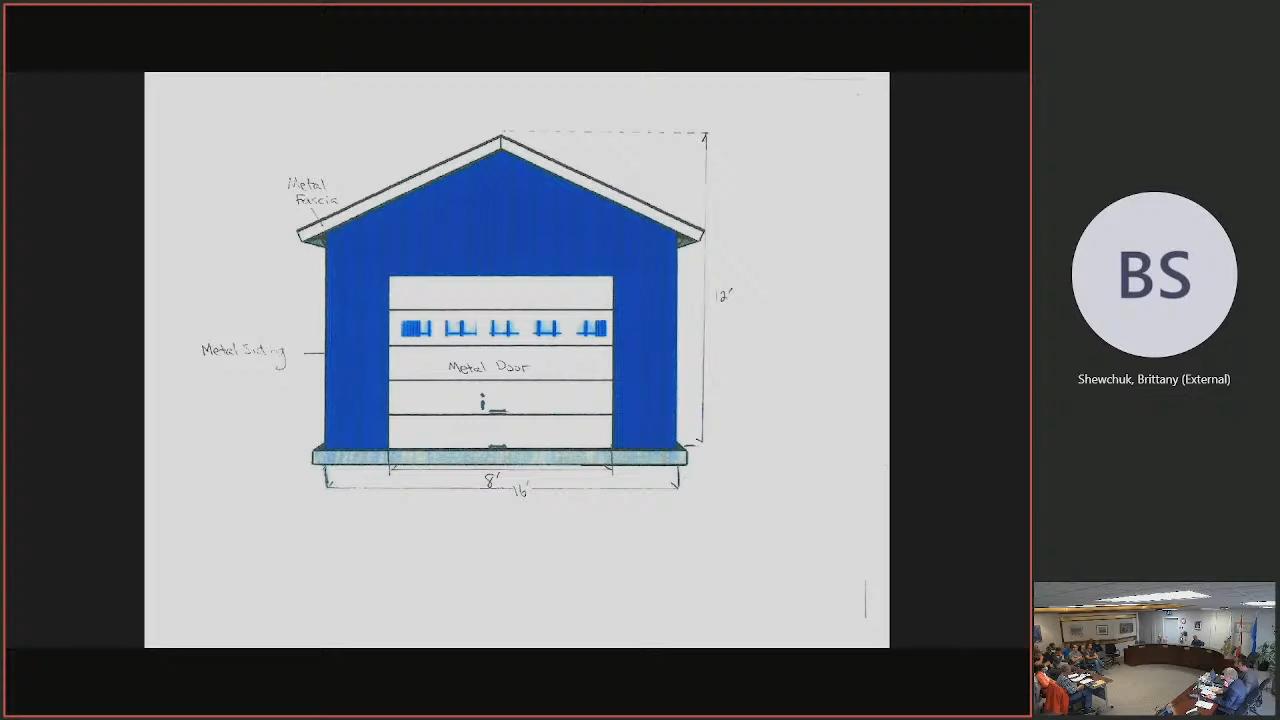 Metal
Fascia
12'
Metal Siding
Metal Door
8'
16'
BS
Shewchuk, Brittany (External)